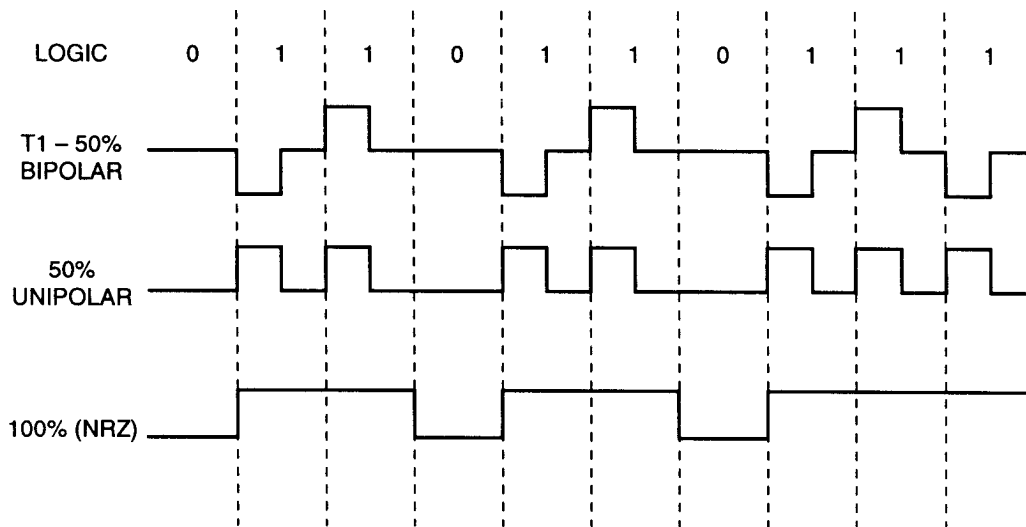 LOGIC 0 1 1 0 1 1 0 1 1 1
T1 – 50%
BIPOLAR
50%
UNIPOLAR
100% (NRZ)